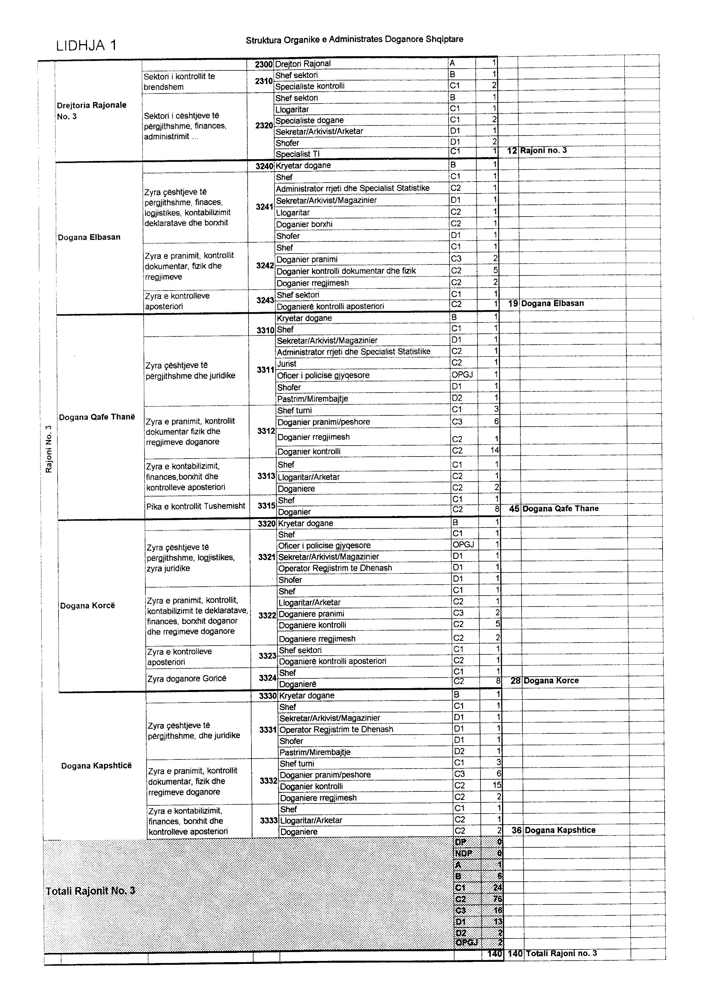 LIDHJA 1
Struktura Organike e Administrates Doganore Shqiptare
Rajoni No. 3
Drejtoria Rajonale
No. 3
2300 Drejtori Rajonal A 1
Sektori i kontrollit te
brendshem
2310
Shef sektori B 1
Specialiste kontrolli C1 2
Sektori i cështjeve të
përgjithshme, finances,
administrimit ...
2320
Shef sektori B 1
Llogaritar C1 1
Specialiste dogane C1 2
Sekretar/Arkivist/Arketar D1 1
Shofer D1 2
Specialist TI C1 1 12 Rajoni no. 3
Dogana Elbasan
3240 Kryetar dogane B 1
Zyra çështjeve të
përgjithshme, finaces,
logjistikes, kontabilizimit
deklaratave dhe borxhit
3241
Shef C1 1
Administrator rrjeti dhe Specialist Statistike C2 1
Sekretar/Arkivist/Magazinier D1 1
Llogaritar C2 1
Doganier borxhi C2 1
Shofer D1 1
Zyra e pranimit, kontrollit
dokumentar, fizik dhe
rregjimeve
3242
Shef C1 1
Doganier pranimi C3 2
Doganier kontrolli dokumentar dhe fizik C2 5
Doganier rregjimesh C2 2
Zyra e kontrolleve
aposteriori
3243
Shef sektori C1 1
Doganierë kontrolli aposteriori C2 1 19 Dogana Elbasan
Dogana Qafe Thanë
Kryetar dogane B 1
3310 Shef C1 1
Zyra çështjeve të
përgjithshme dhe juridike
3311
Sekretar/Arkivist/Magazinier D1 1
Administrator rrjeti dhe Specialist Statistike C2 1
Jurist C2 1
Oficer i policise gjyqesore OPGJ 1
Shofer D1 1
Pastrim/Mirembajtje D2 1
Zyra e pranimit, kontrollit
dokumentar fizik dhe
rregjimeve doganore
3312
Shef turni C1 3
Doganier pranimi/peshore C3 6
Doganier rregjimesh C2 1
Doganier kontrolli C2 14
Zyra e kontabilizimit,
finances,borxhit dhe
kontrolleve aposteriori
3313
Shef C1 1
Llogaritar/Arketar C2 1
Doganiere C2 2
Pika e kontrollit Tushemisht
3315
Shef C1 1
Doganier C2 8 45 Dogana Qafe Thane
Dogana Korcë
3320 Kryetar dogane B 1
Zyra çështjeve të
përgjithshme, logjistikes,
zyra juridike
3321
Shef C1 1
Oficer i policise gjyqesore OPGJ 1
Sekretar/Arkivist/Magazinier D1 1
Operator Regjistrim te Dhenash D1 1
Shofer D1 1
Zyra e pranimit, kontrollit,
kontabilizimit te deklaratave,
finances, borxhit doganor
dhe rregimeve doganore
3322
Shef C1 1
Llogaritar/Arketar C2 1
Doganiere pranimi C3 2
Doganiere kontrolli C2 5
Doganiere rregjimesh C2 2
Zyra e kontrolleve
aposteriori
3323
Shef sektori C1 1
Doganierë kontrolli aposteriori C2 1
Zyra doganore Goricë
3324
Shef C1 1
Doganierë C2 8 28 Dogana Korce
Dogana Kapshticë
3330 Kryetar dogane B 1
Zyra çështjeve të
përgjithshme, dhe juridike
3331
Shef C1 1
Sekretar/Arkivist/Magazinier D1 1
Operator Regjistrim te Dhenash D1 1
Shofer D1 1
Pastrim/Mirembajtje D2 1
Zyra e pranimit, kontrollit
dokumentar, fizik dhe
rregimeve doganore
3332
Shef turni C1 3
Doganier pranim/peshore C3 6
Doganier kontrolli C2 15
Doganiere rregjimesh C2 2
Zyra e kontabilizimit,
finances, borxhit dhe
kontrolleve aposteriori
3333
Shef C1 1
Llogaritar/Arketar C2 1
Doganiere C2 2 36 Dogana Kapshtice
Totali Rajonit No. 3
DP 0
NDP 0
A 1
B 6
C1 24
C2 76
C3 16
D1 13
D2 2
OPGJ 2
140 140 Totali Rajoni no. 3